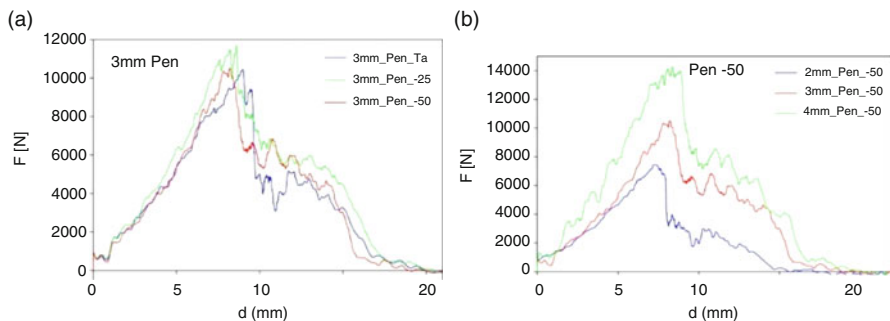 (a)
12000
10000
8000
6000
4000
2000
0
F [N]
3mm Pen
3mm_Pen_Ta
3mm_Pen_-25
3mm_Pen_-50
0 5 10 20
d (mm)
(b)
14000
12000
10000
8000
6000
4000
2000
0
F [N]
Pen -50
2mm_Pen_-50
3mm_Pen_-50
4mm_Pen_-50
0 5 10 15 20
d (mm)